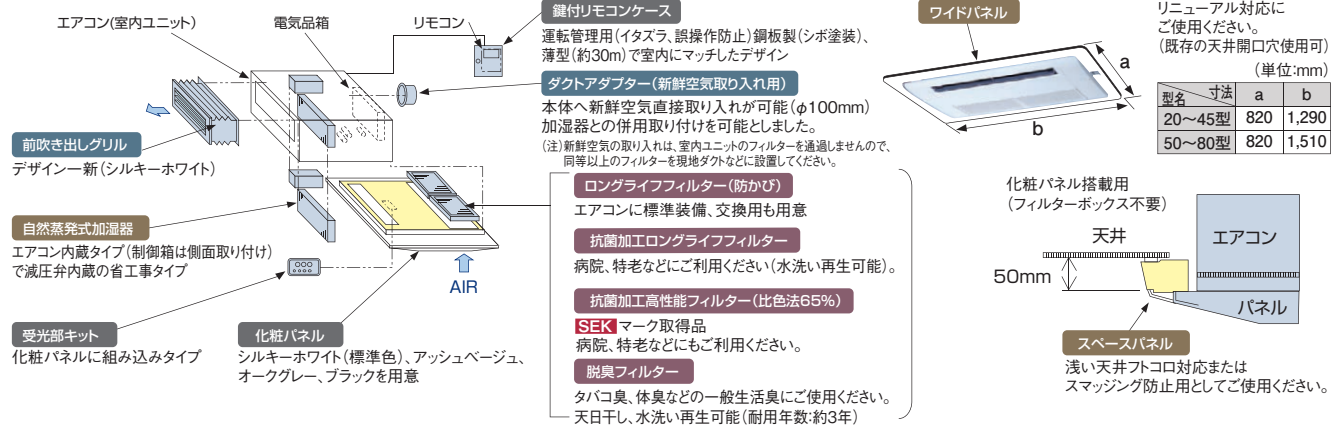 エアコン(室内ユニット)
電気品箱
リモコン
鍵付リモコンケース
運転管理用(イタズラ、誤操作防止)鋼板製(シボ塗装)、
薄型(約30m)で室内にマッチしたデザイン
ダクトアダプター(新鮮空気取り入れ用)
本体へ新鮮空気直接取り入れが可能(φ100mm)
加湿器との併用取り付けを可能としました。
(注)新鮮空気の取り入れは、室内ユニットのフィルターを通過しませんので、
同等以上のフィルターを現地ダクトなどに設置してください。
前吹き出しグリル
デザイン一新(シルキーホワイト)
自然蒸発式加湿器
エアコン内蔵タイプ(制御箱は側面取り付け)
で減圧弁内蔵の省工事タイプ
受光部キット
化粧パネルに組み込みタイプ
化粧パネル
シルキーホワイト(標準色)、アッシュベージュ、
オークグレー、ブラックを用意
AIR
ロングライフフィルター(防かび)
エアコンに標準装備、交換用も用意
抗菌加工ロングライフフィルター
病院、特老などにご利用ください(水洗い再生可能)。
抗菌加工高性能フィルター(比色法65%)
SEK マーク取得品
病院、特老などにもご利用ください。
脱臭フィルター
タバコ臭、体臭などの一般生活臭にご使用ください。
天日干し、水洗い再生可能(耐用年数:約3年)
ワイドパネル
a
b
リニューアル対応に
ご使用ください。
(既存の天井開口穴使用可)
(単位:mm)
型名 寸法 a b
20〜45型 820 1,290
50〜80型 820 1,510
化粧パネル搭載用
(フィルターボックス不要)
天井
エアコン
50mm
パネル
スペースパネル
浅い天井フトコロ対応または
スマッジング防止用としてご使用ください。